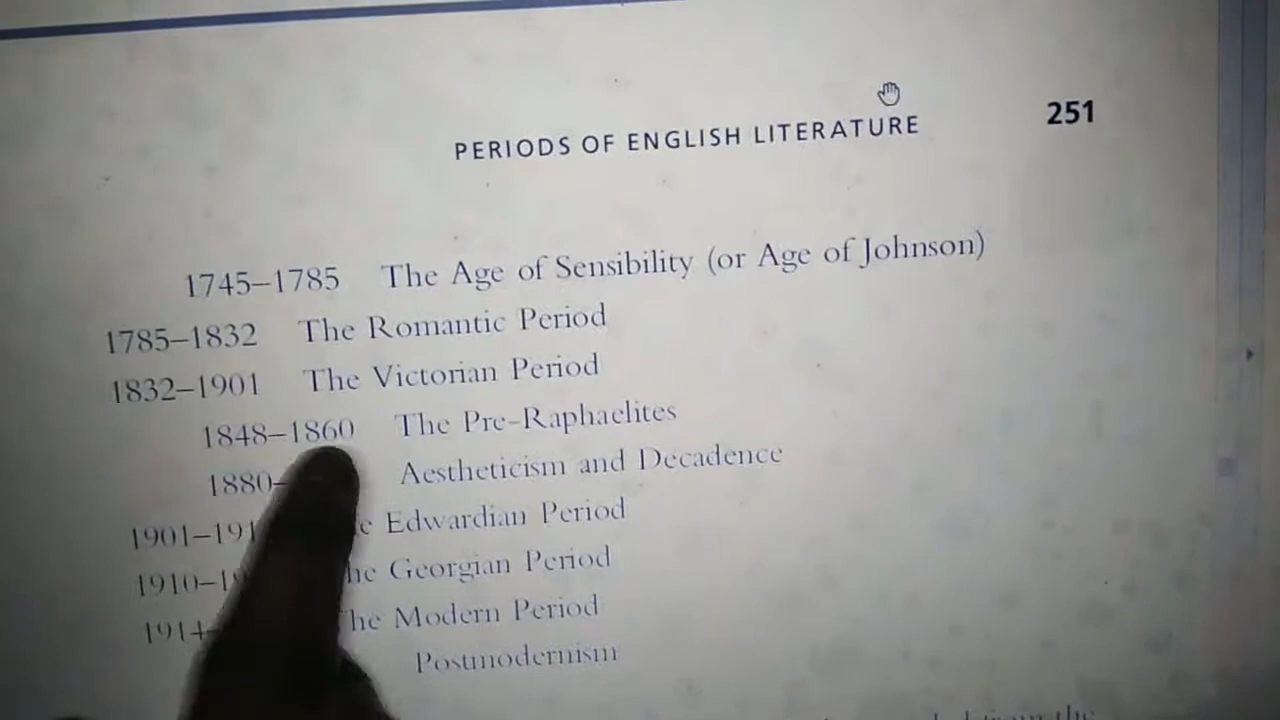 PERIODS OF ENGLISH LITERATURE 251
1745–1785 The Age of Sensibility (or Age of Johnson)
1785–1832 The Romantic Period
1832–1901 The Victorian Period
1848–1860 The Pre-Raphaelites
1880– Aestheticism and Decadence
Edwardian Period
Georgian Period
Modern Period
Postmodernism
the